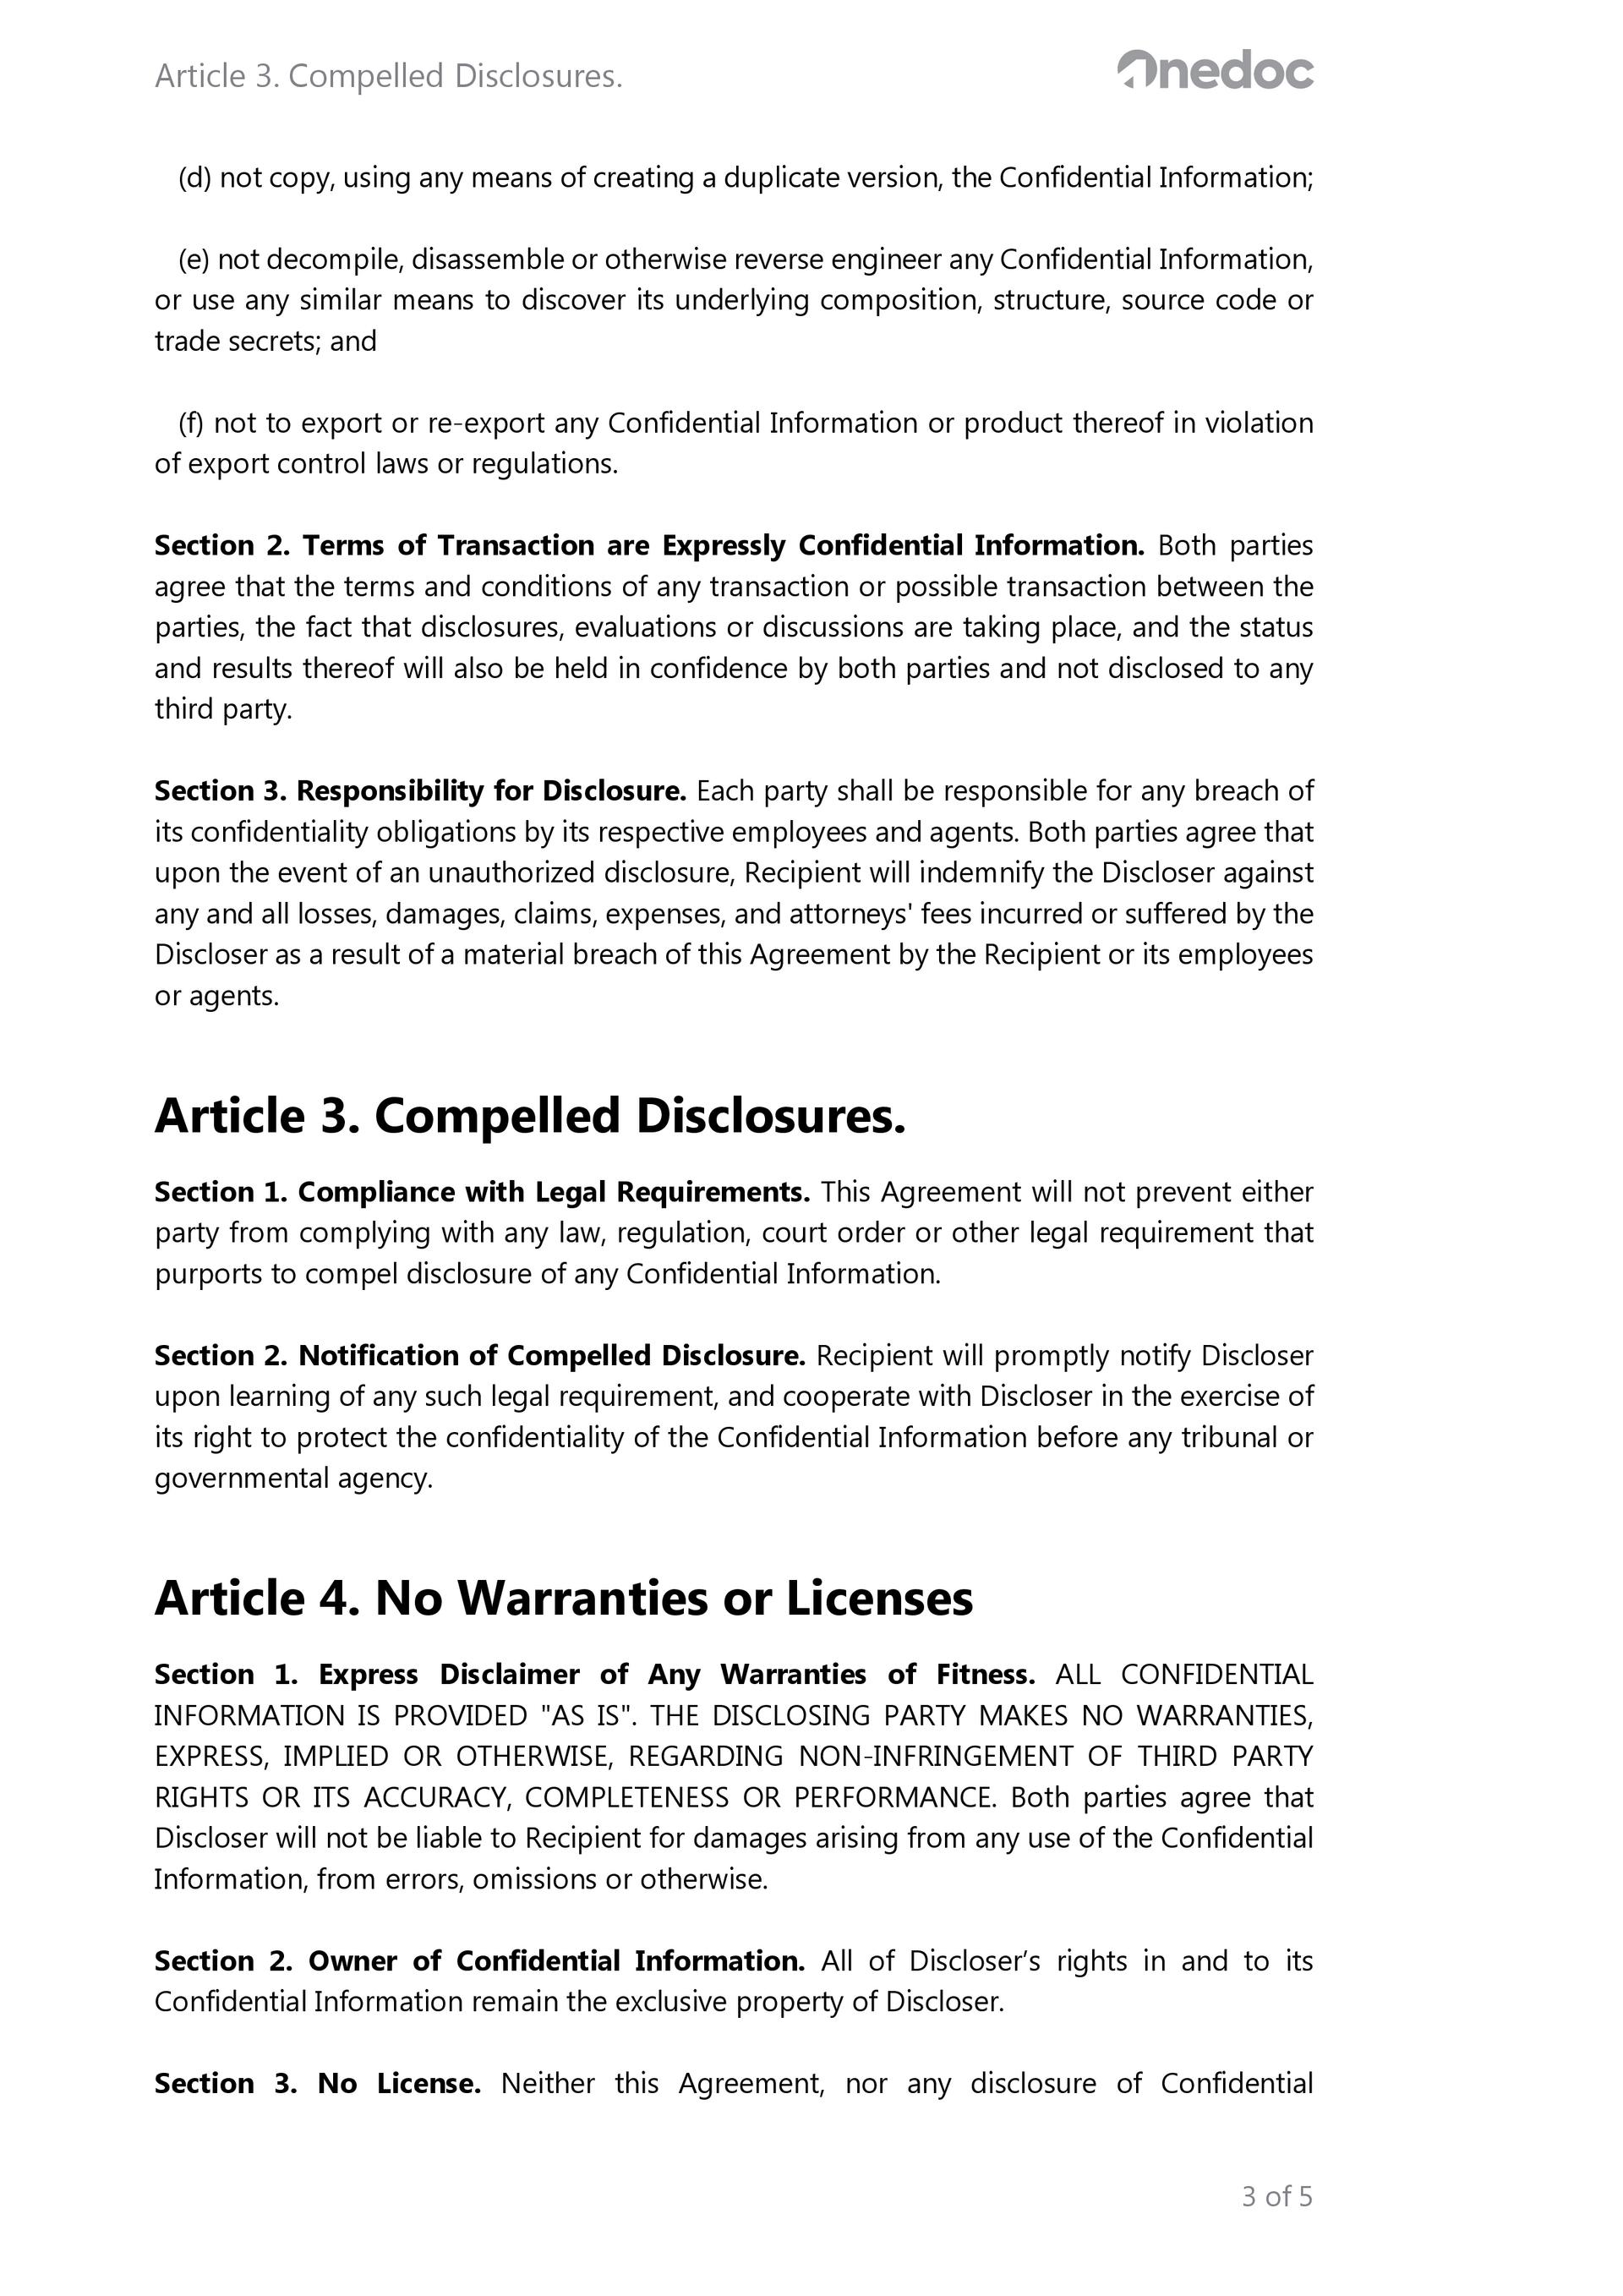 Article 3. Compelled Disclosures.
Onedoc
(d) not copy, using any means of creating a duplicate version, the Confidential Information;
(e) not decompile, disassemble or otherwise reverse engineer any Confidential Information,
or use any similar means to discover its underlying composition, structure, source code or
trade secrets; and
(f) not to export or re-export any Confidential Information or product thereof in violation
of export control laws or regulations.
Section 2. Terms of Transaction are Expressly Confidential Information. Both parties
agree that the terms and conditions of any transaction or possible transaction between the
parties, the fact that disclosures, evaluations or discussions are taking place, and the status
and results thereof will also be held in confidence by both parties and not disclosed to any
third party.
Section 3. Responsibility for Disclosure. Each party shall be responsible for any breach of
its confidentiality obligations by its respective employees and agents. Both parties agree that
upon the event of an unauthorized disclosure, Recipient will indemnify the Discloser against
any and all losses, damages, claims, expenses, and attorneys' fees incurred or suffered by the
Discloser as a result of a material breach of this Agreement by the Recipient or its employees
or agents.
Article 3. Compelled Disclosures.
Section 1. Compliance with Legal Requirements. This Agreement will not prevent either
party from complying with any law, regulation, court order or other legal requirement that
purports to compel disclosure of any Confidential Information.
Section 2. Notification of Compelled Disclosure. Recipient will promptly notify Discloser
upon learning of any such legal requirement, and cooperate with Discloser in the exercise of
its right to protect the confidentiality of the Confidential Information before any tribunal or
governmental agency.
Article 4. No Warranties or Licenses
Section 1. Express Disclaimer of Any Warranties of Fitness. ALL CONFIDENTIAL
INFORMATION IS PROVIDED "AS IS". THE DISCLOSING PARTY MAKES NO WARRANTIES,
EXPRESS, IMPLIED OR OTHERWISE, REGARDING NON-INFRINGEMENT OF THIRD PARTY
RIGHTS OR ITS ACCURACY, COMPLETENESS OR PERFORMANCE. Both parties agree that
Discloser will not be liable to Recipient for damages arising from any use of the Confidential
Information, from errors, omissions or otherwise.
Section 2. Owner of Confidential Information. All of Discloser’s rights in and to its
Confidential Information remain the exclusive property of Discloser.
Section 3. No License. Neither this Agreement, nor any disclosure of Confidential
3 of 5